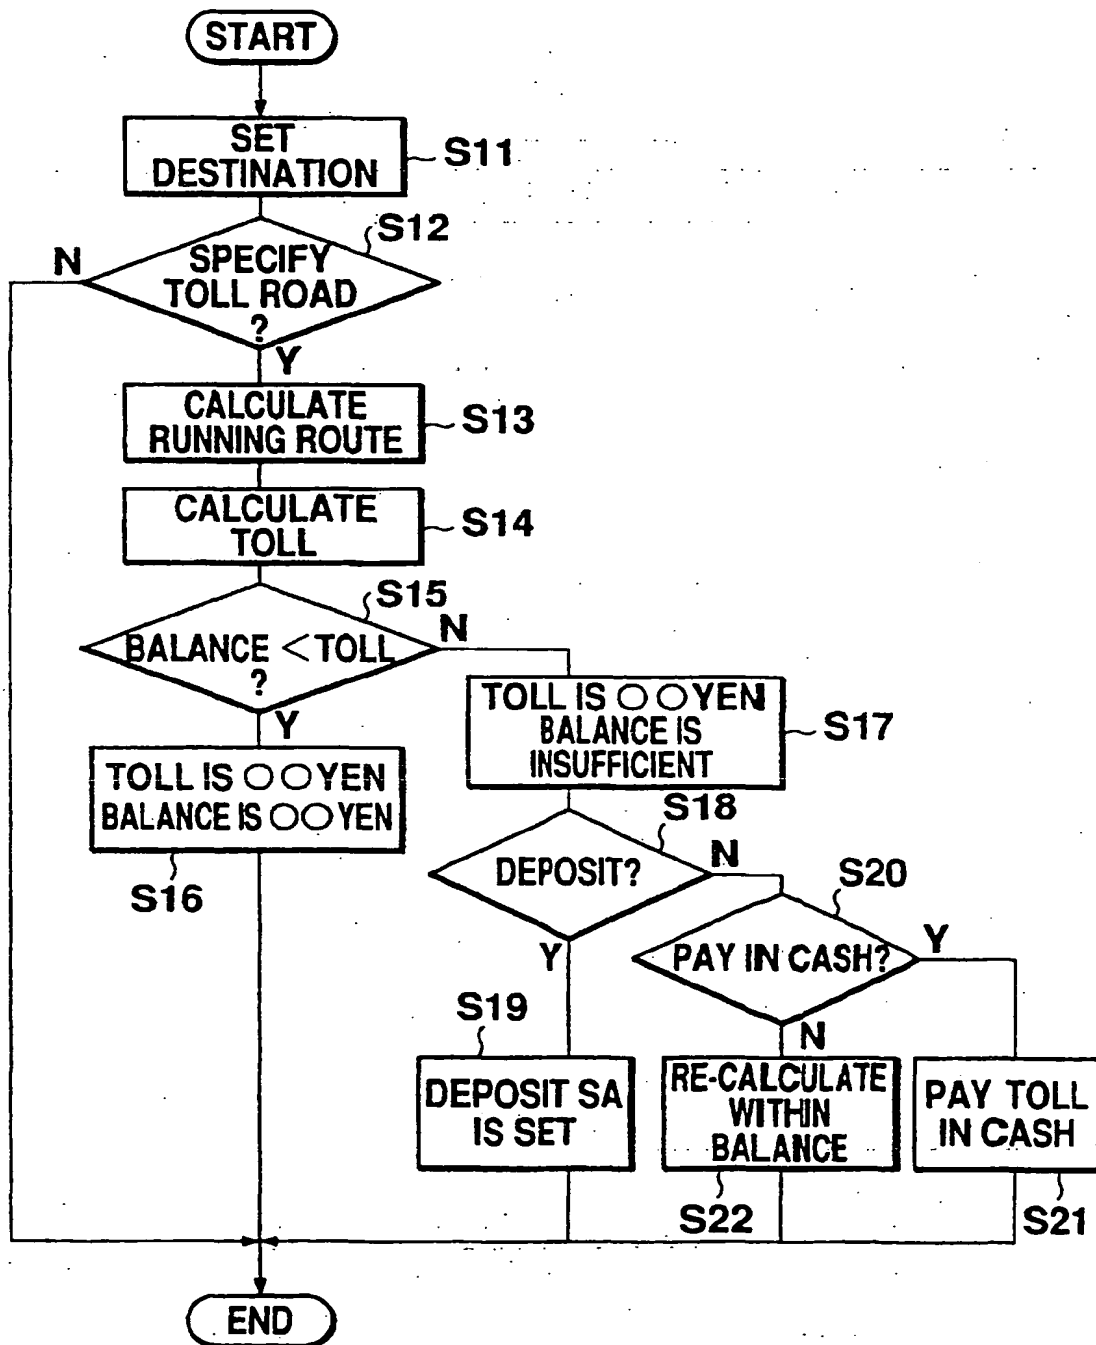 START
SET
DESTINATION
S11
S12
N
SPECIFY
TOLL ROAD
?
Y
CALCULATE
RUNNING ROUTE
S13
CALCULATE
TOLL
S14
S15
BALANCE < TOLL
?
N
Y
TOLL IS ○○ YEN
BALANCE IS
INSUFFICIENT
S17
TOLL IS ○○ YEN
BALANCE IS ○○ YEN
S16
S18
DEPOSIT?
N
Y
S20
PAY IN CASH?
Y
N
S19
DEPOSIT SA
IS SET
RE-CALCULATE
WITHIN
BALANCE
S22
PAY TOLL
IN CASH
S21
END